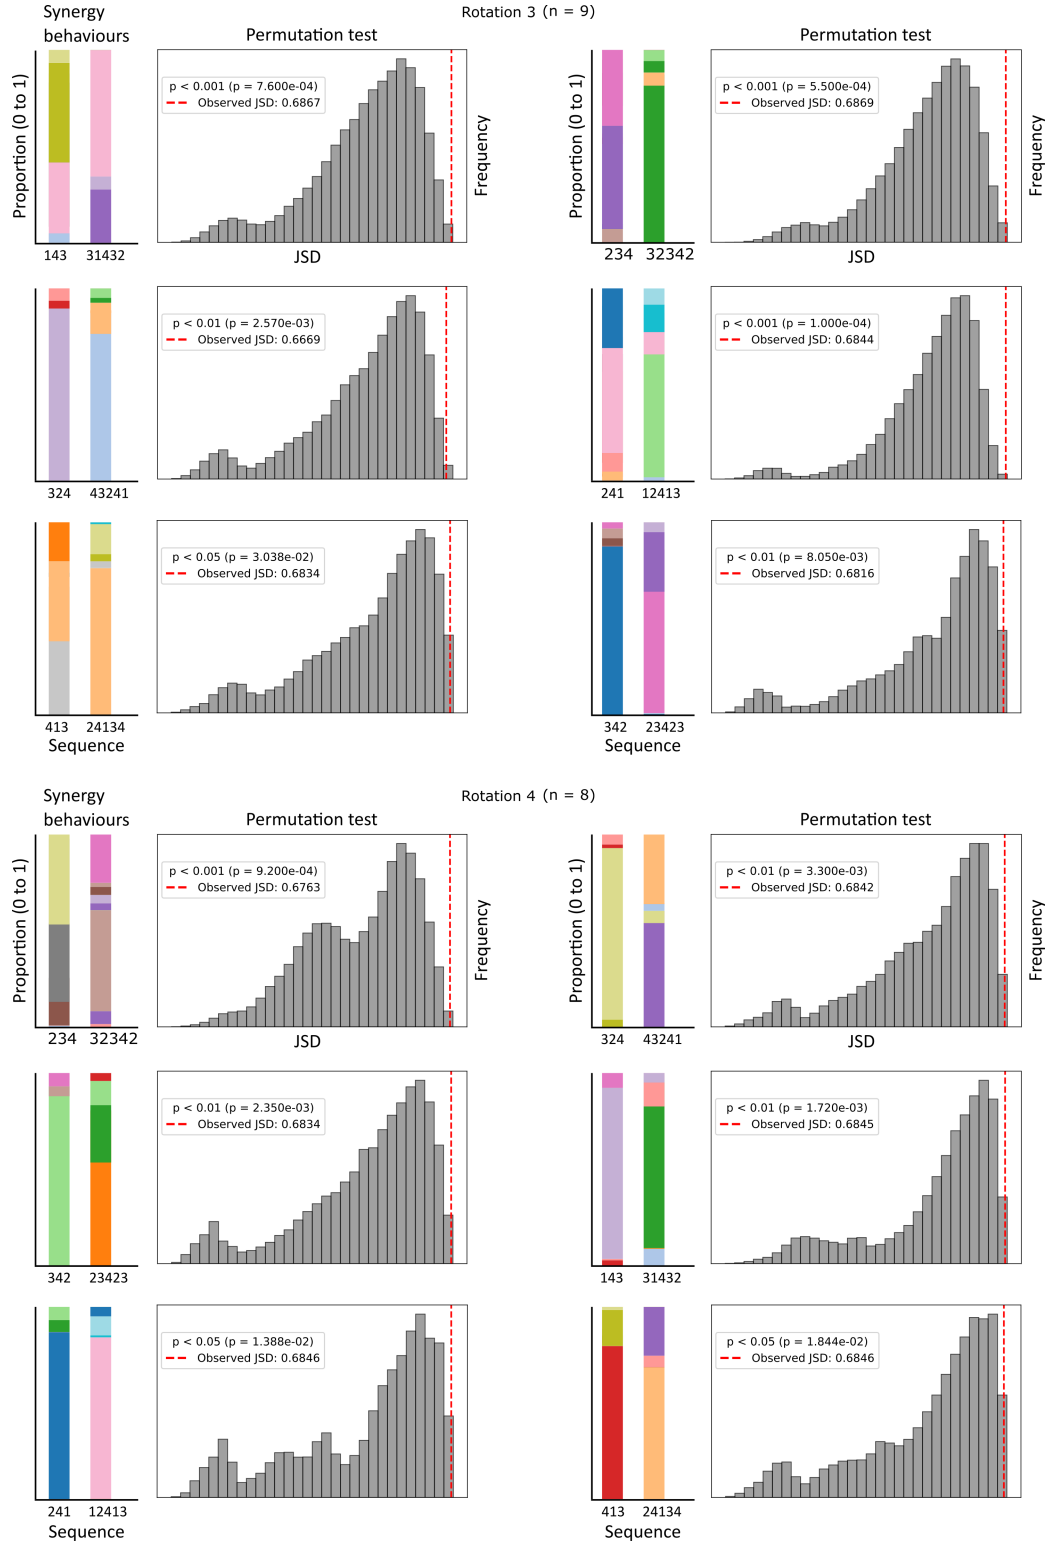 Synergy
behaviours
Rotation 3 (n = 9)
Permutation test
Permutation test
Proportion (0 to 1)
p < 0.001 (p = 7.600e-04)
Observed JSD: 0.6867
Frequency
143 31432
JSD
Proportion (0 to 1)
p < 0.001 (p = 5.500e-04)
Observed JSD: 0.6869
Frequency
234 32342
JSD
p < 0.01 (p = 2.570e-03)
Observed JSD: 0.6669
324 43241
p < 0.001 (p = 1.000e-04)
Observed JSD: 0.6844
241 12413
p < 0.05 (p = 3.038e-02)
Observed JSD: 0.6834
413 24134
Sequence
p < 0.01 (p = 8.050e-03)
Observed JSD: 0.6816
342 23423
Sequence
Synergy
behaviours
Rotation 4 (n = 8)
Permutation test
Permutation test
Proportion (0 to 1)
p < 0.001 (p = 9.200e-04)
Observed JSD: 0.6763
Frequency
234 32342
JSD
Proportion (0 to 1)
p < 0.01 (p = 3.300e-03)
Observed JSD: 0.6842
Frequency
324 43241
JSD
p < 0.01 (p = 2.350e-03)
Observed JSD: 0.6834
342 23423
p < 0.01 (p = 1.720e-03)
Observed JSD: 0.6845
143 31432
p < 0.05 (p = 1.388e-02)
Observed JSD: 0.6846
241 12413
Sequence
p < 0.05 (p = 1.844e-02)
Observed JSD: 0.6846
413 24134
Sequence